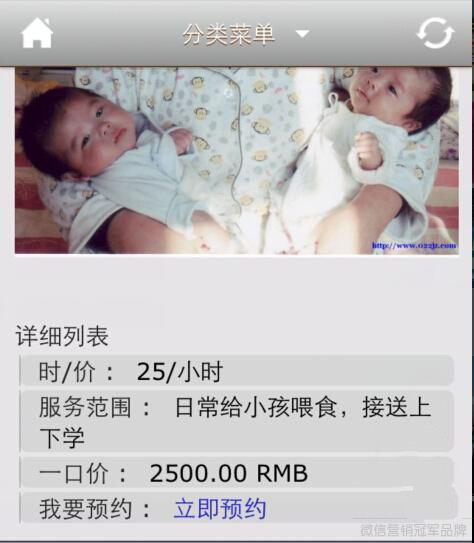 分类菜单
http://www.022jz.com
详细列表
时/价： 25/小时
服务范围： 日常给小孩喂食，接送上
下学
一口价： 2500.00 RMB
我要预约： 立即预约
微信营销冠军品牌